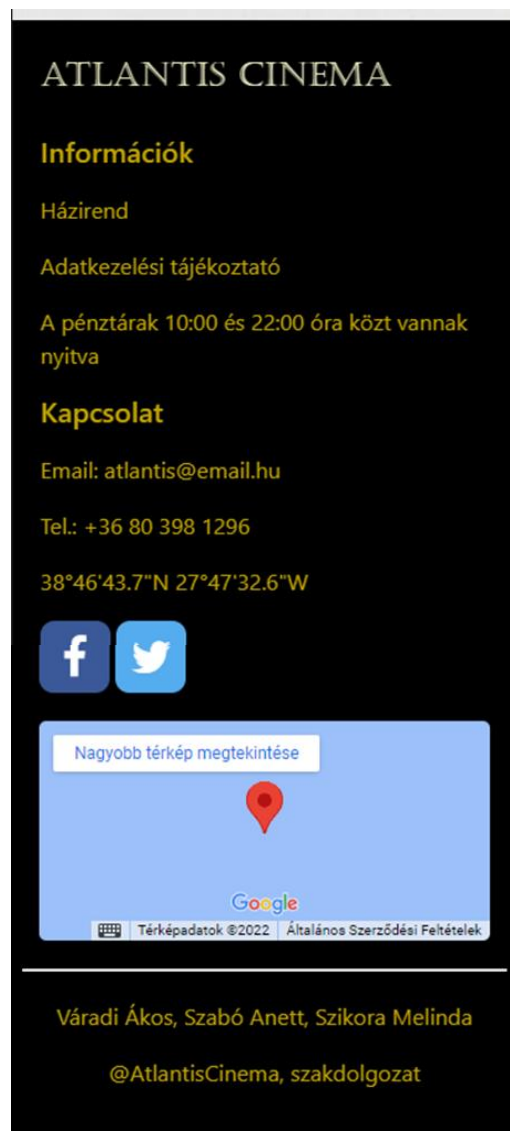 ATLANTIS CINEMA
Információk
Házirend
Adatkezelési tájékoztató
A pénztárak 10:00 és 22:00 óra közt vannak
nyitva
Kapcsolat
Email: atlantis@email.hu
Tel.: +36 80 398 1296
38°46'43.7"N 27°47'32.6"W
f
Nagyobb térkép megtekintése
Google
Térképadatok ©2022 Általános Szerződési Feltételek
Váradi Ákos, Szabó Anett, Szikora Melinda
@AtlantisCinema, szakdolgozat